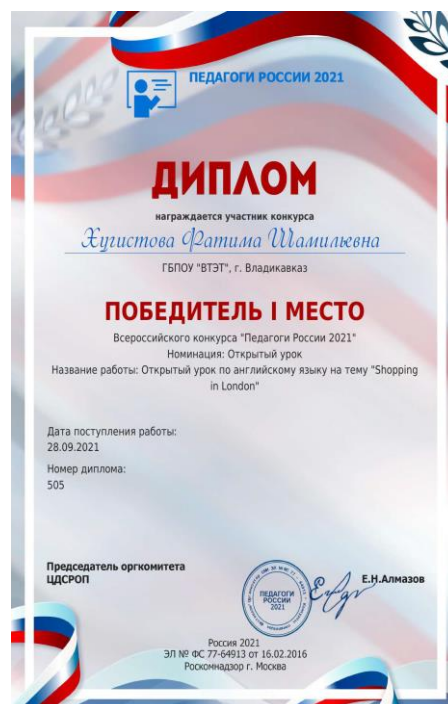 ПЕДАГОГИ РОССИИ 2021
ДИПЛОМ
награждается участник конкурса
Хугистова Фатима Шамильевна
ГБПОУ "ВТЭТ", г. Владикавказ
ПОБЕДИТЕЛЬ I МЕСТО
Всероссийского конкурса "Педагоги России 2021"
Номинация: Открытый урок
Название работы: Открытый урок по английскому языку на тему "Shopping
in London"
Дата поступления работы:
28.09.2021
Номер диплома:
505
Председатель оргкомитета
ЦДСРОП
ПЕДАГОГИ
РОССИИ
2021
Е.Н.Алмазов
Россия 2021
ЭЛ № ФС 77-64913 от 16.02.2016
Роскомнадзор г. Москва